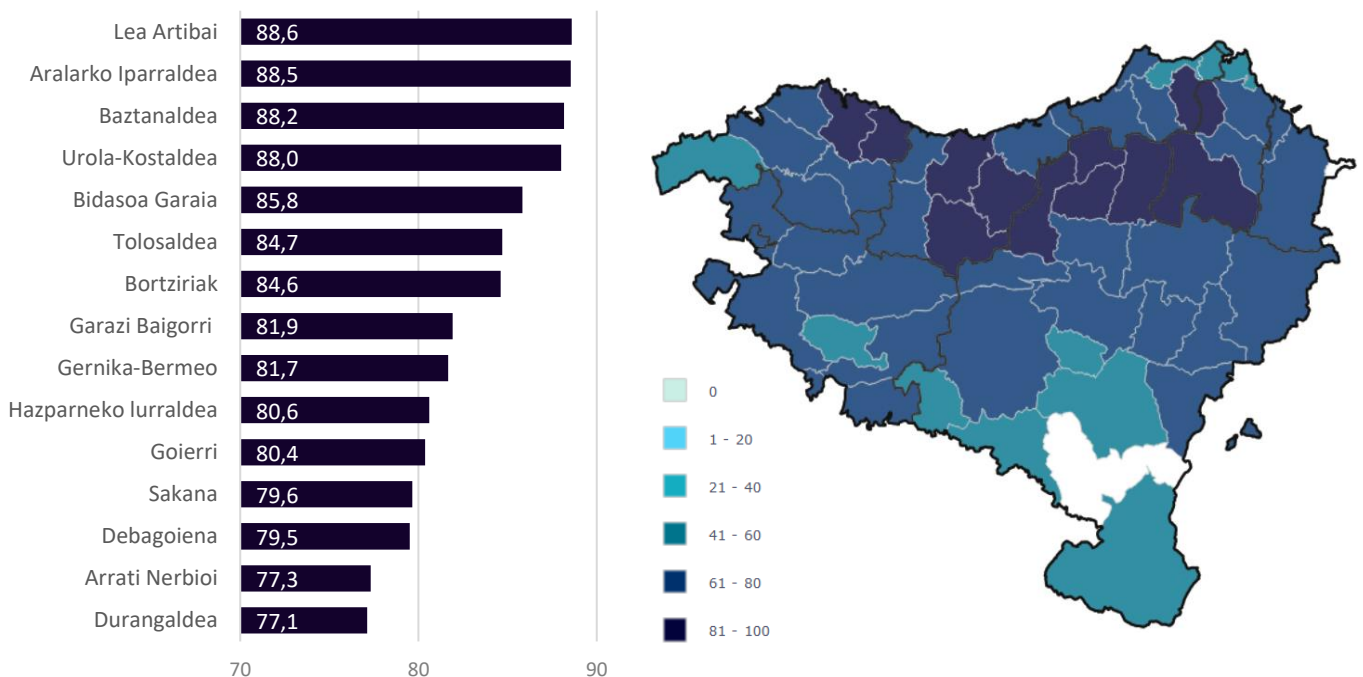 Lea Artibai 88,6
Aralarko Iparraldea 88,5
Baztanaldea 88,2
Urola-Kostaldea 88,0
Bidasoa Garaia 85,8
Tolosaldea 84,7
Bortziriak 84,6
Garazi Baigorri 81,9
Gernika-Bermeo 81,7
Hazparneko lurraldea 80,6
Goierri 80,4
Sakana 79,6
Debagoiena 79,5
Arrati Nerbioi 77,3
Durangaldea 77,1
70 80 90
0
1 - 20
21 - 40
41 - 60
61 - 80
81 - 100